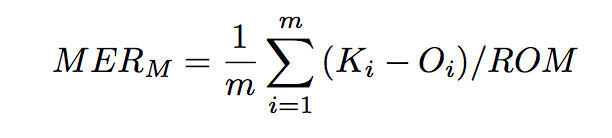 $MER_M = \frac{1}{m} \sum_{i=1}^{m} (K_i - O_i)/ROM$